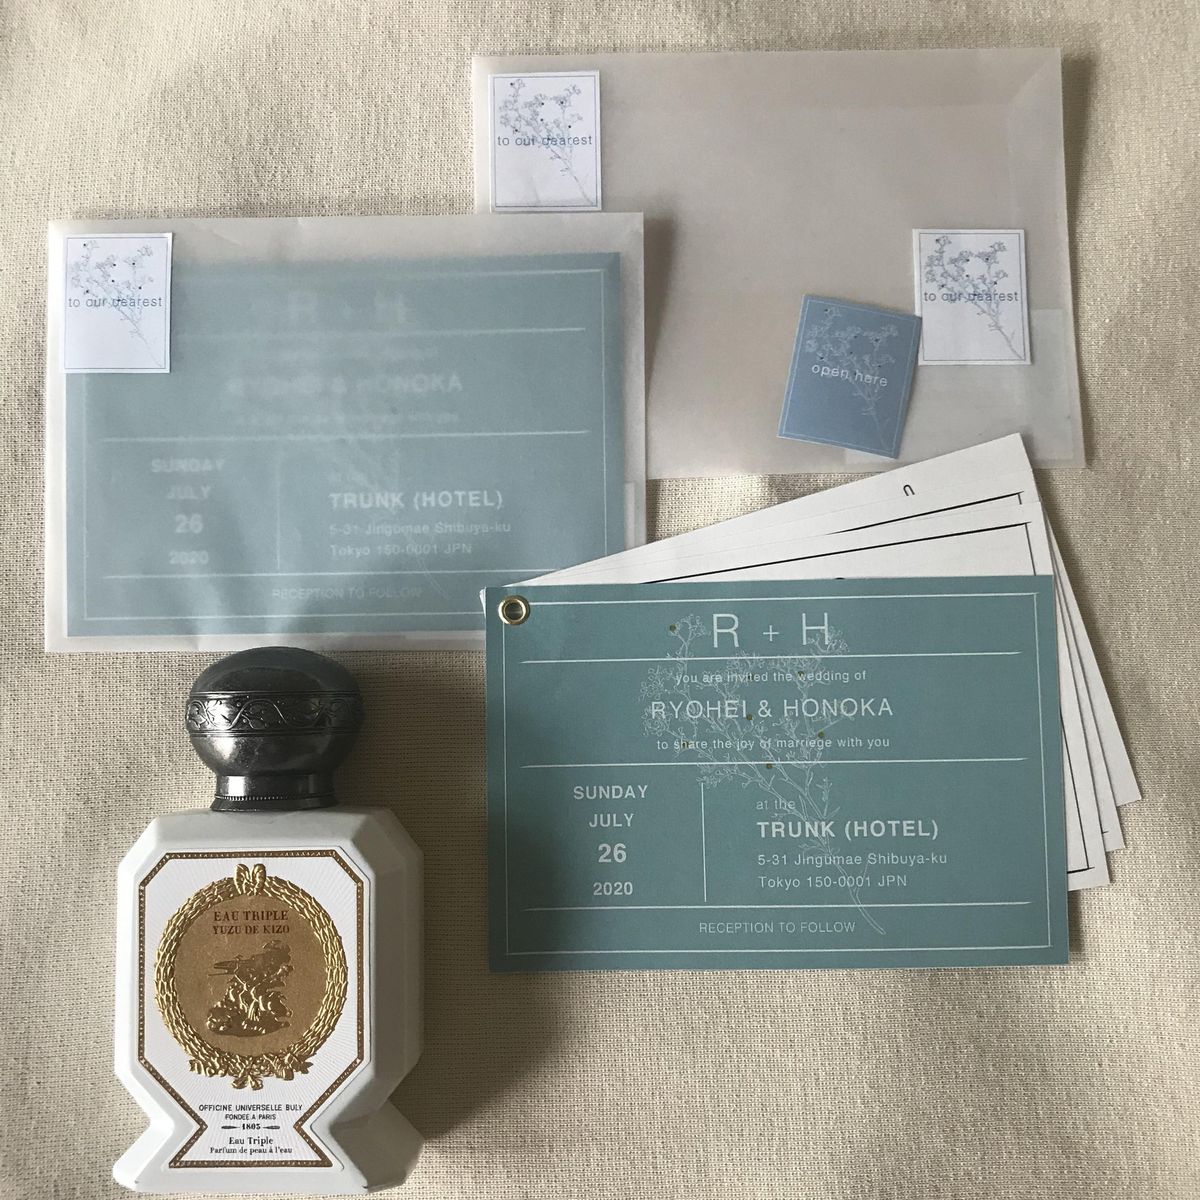 to our dearest
to our dearest
to our dearest
open here
R + H
RYOHEI & HONOKA
SUNDAY
JULY
26
2020
at the
TRUNK (HOTEL)
5-31 Jingumae Shibuya-ku
Tokyo 150-0001 JPN
RECEPTION TO FOLLOW
R + H
you are invited the wedding of
RYOHEI & HONOKA
to share the joy of marriege with you
SUNDAY
JULY
26
2020
at the
TRUNK (HOTEL)
5-31 Jingumae Shibuya-ku
Tokyo 150-0001 JPN
RECEPTION TO FOLLOW
EAU TRIPLE
YUZU DE KIZO
OFFICINE UNIVERSELLE BULY
FONDEE A PARIS
1803
Eau Triple
Parfum de peau à l'eau